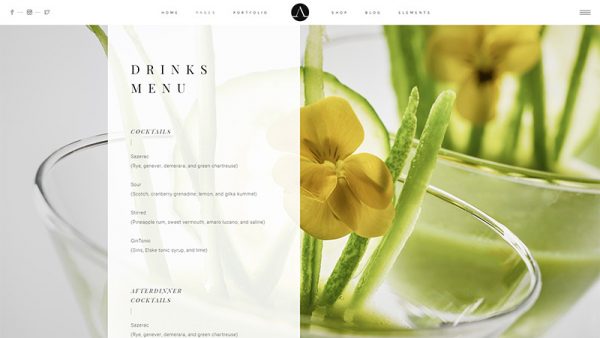 HOME PAGES PORTFOLIO SHOP BLOG ELEMENTS
DRINKS
MENU
COCKTAILS
Sazerac
(Rye, genever, demerara, and green chartreuse)
Sour
(Scotch, cranberry grenadine, lemon, and gilka kummel)
Stirred
(Pineapple rum, sweet vermouth, amaro lucano, and saline)
GinTonic
(Gins, Elske tonic syrup, and lime)
AFTERDINNER
COCKTAILS
Sazerac
(Rye, genever, demerara, and green chartreuse)